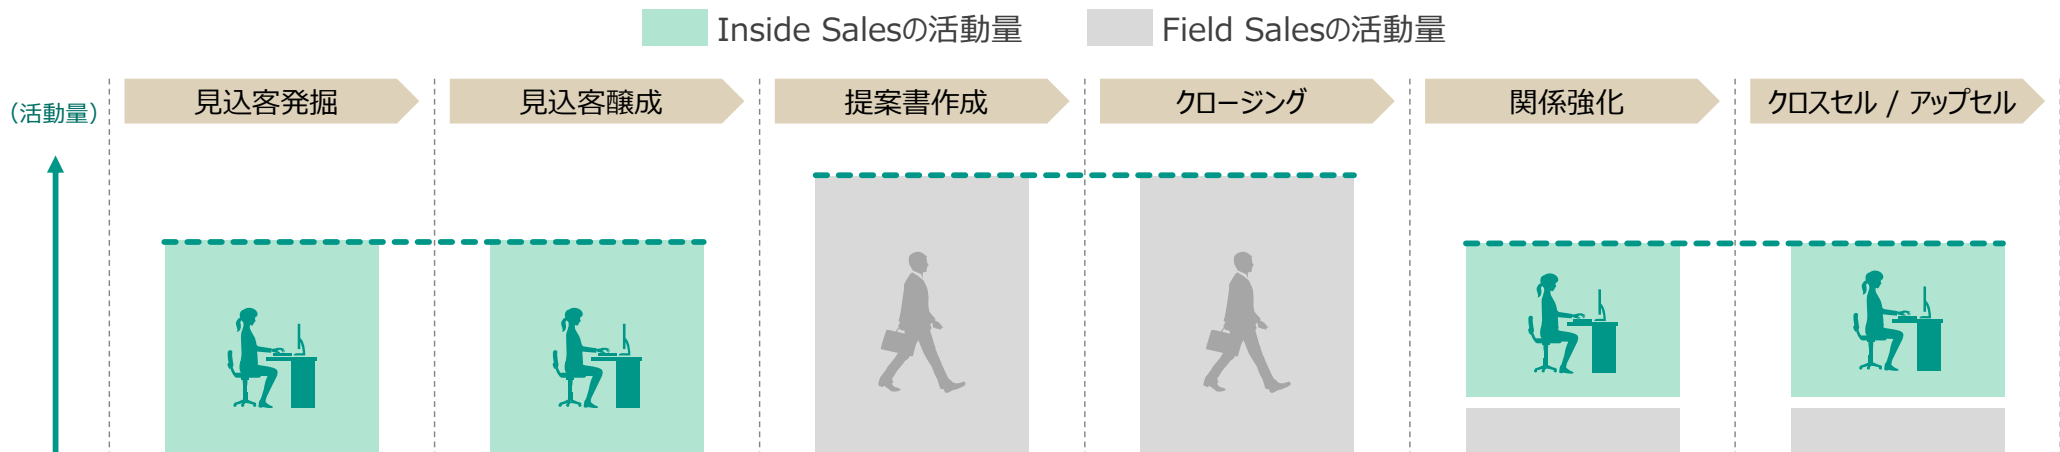 Inside Salesの活動量
Field Salesの活動量
（活動量）
見込客発掘
見込客醸成
提案書作成
クロージング
関係強化
クロスセル / アップセル